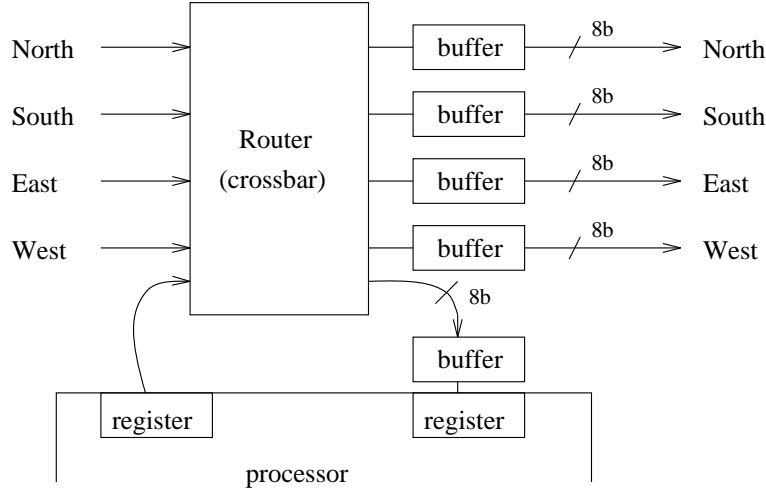 North
buffer
8b
North
South
buffer
8b
South
Router
(crossbar)
East
buffer
8b
East
West
buffer
8b
West
8b
buffer
register
register
processor